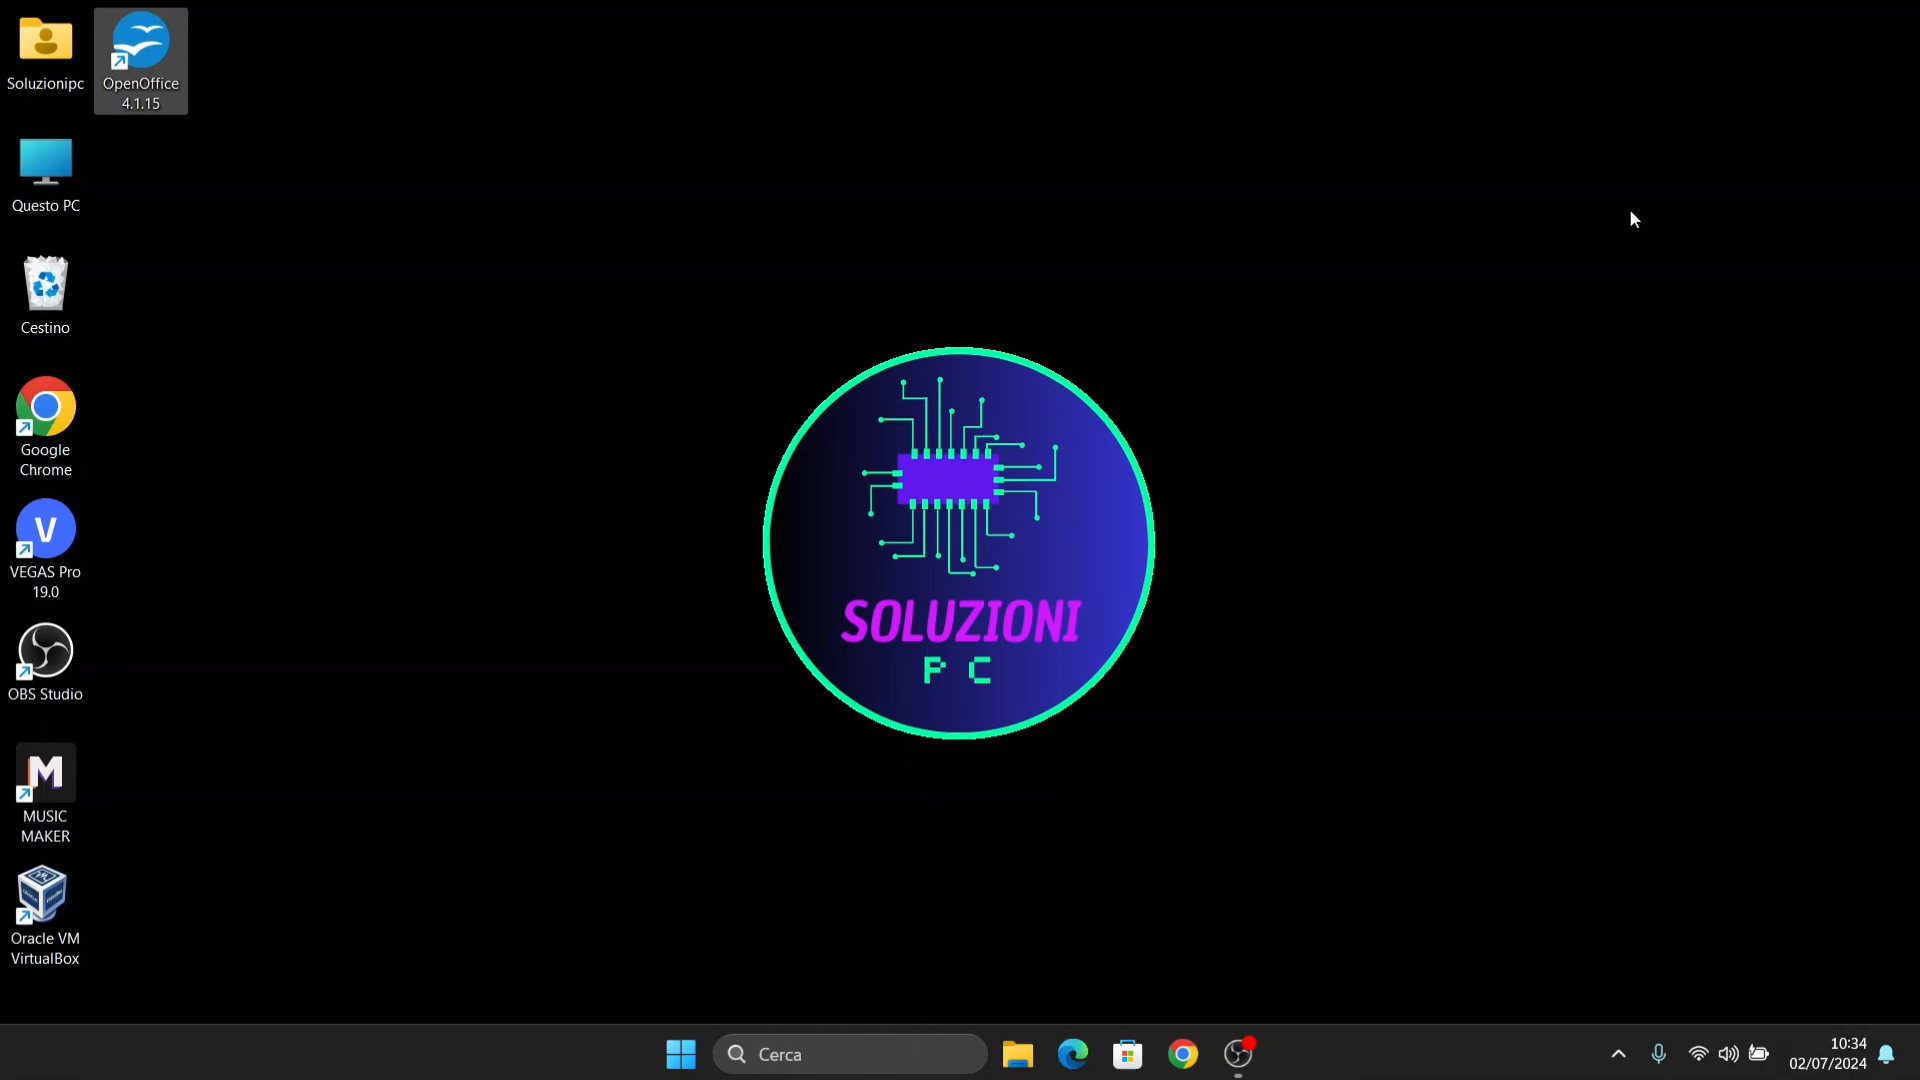 Soluzionipc
OpenOffice
4.1.15
Questo PC
Cestino
Google
Chrome
V
VEGAS Pro
19.0
OBS Studio
M
MUSIC
MAKER
Oracle VM
VirtualBox
SOLUZIONI
PC
Cerca
10:34
02/07/2024